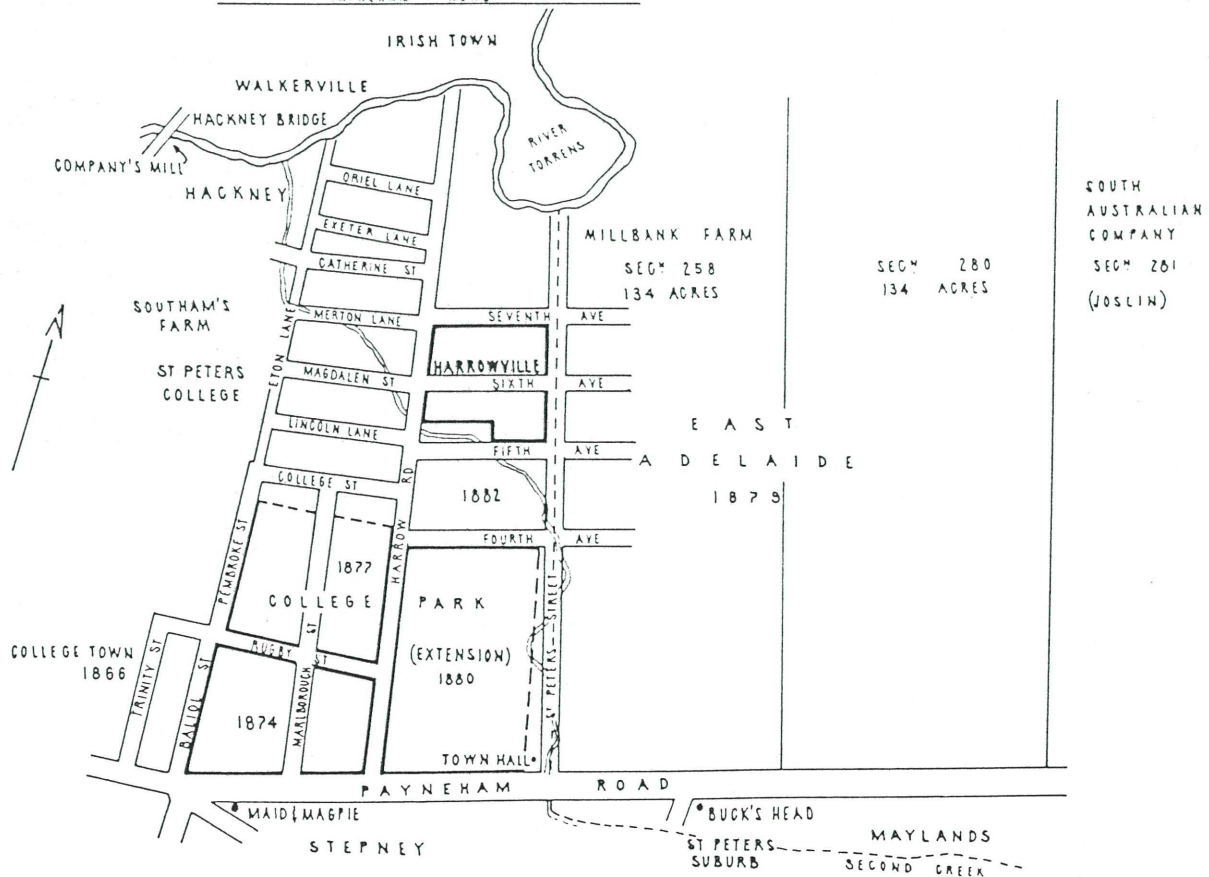 IRISH TOWN
WALKERVILLE
HACKNEY BRIDGE
RIVER
TORRENS
COMPANY'S MILL
HACKNEY
ORIEL LANE
EXETER LANE
CATHERINE ST
MILLBANK FARM
SECN 258
134 ACRES
SECN 280
134 ACRES
SOUTH
AUSTRALIAN
COMPANY
SECN 281
(JOSLIN)
SOUTHAM'S
FARM
ETON LANE
MERTON LANE
SEVENTH AVE
ST PETERS
COLLEGE
MAGDALEN ST
HARROWVILLE
SIXTH AVE
LINCOLN LANE
FIFTH AVE
EAST
ADELAIDE
1879
COLLEGE ST
HARROW RD
1882
FOURTH AVE
PEMBROKE ST
1877
COLLEGE PARK
(EXTENSION)
1880
ST PETERS STREET
COLLEGE TOWN
1866
TRINITY ST
BALIOL ST
RUGBY ST
MARLBOROUGH ST
1874
TOWN HALL
PAYNEHAM ROAD
MAID & MAGPIE
BUCK'S HEAD
STEPNEY
ST PETERS
SUBURB
MAYLANDS
SECOND CREEK